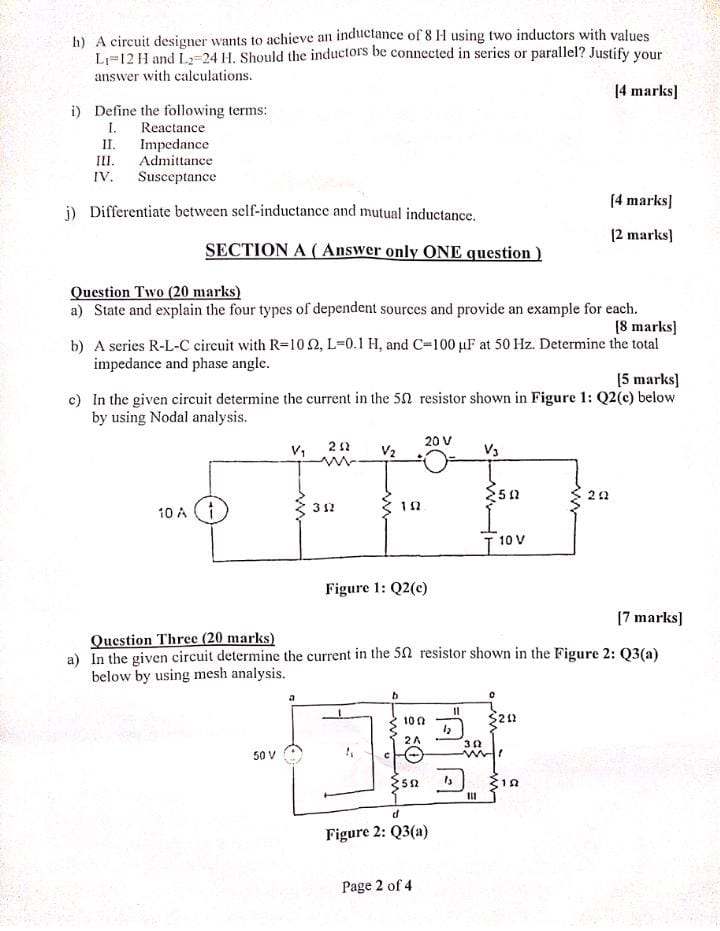 h) A circuit designer wants to achieve an inductance of 8 H using two inductors with values
L₁=12 H and L₂=24 H. Should the inductors be connected in series or parallel? Justify your
answer with calculations.
[4 marks]
i) Define the following terms:
I. Reactance
II. Impedance
III. Admittance
IV. Susceptance
[4 marks]
j) Differentiate between self-inductance and mutual inductance.
[2 marks]
SECTION A ( Answer only ONE question )
Question Two (20 marks)
a) State and explain the four types of dependent sources and provide an example for each.
[8 marks]
b) A series R-L-C circuit with R=10 Ω, L=0.1 H, and C=100 μF at 50 Hz. Determine the total
impedance and phase angle.
[5 marks]
c) In the given circuit determine the current in the 5Ω resistor shown in Figure 1: Q2(c) below
by using Nodal analysis.
V₁ 2 Ω V₂ 20 V V₃
+ −
10 A 3 Ω 1 Ω 5 Ω 2 Ω
10 V
Figure 1: Q2(c)
[7 marks]
Question Three (20 marks)
a) In the given circuit determine the current in the 5Ω resistor shown in the Figure 2: Q3(a)
below by using mesh analysis.
a b
I 10 Ω II I₂ 2 Ω
2 A 3 Ω
50 V I₁ c f
5 Ω I₃ 1 Ω
III
d
Figure 2: Q3(a)
Page 2 of 4